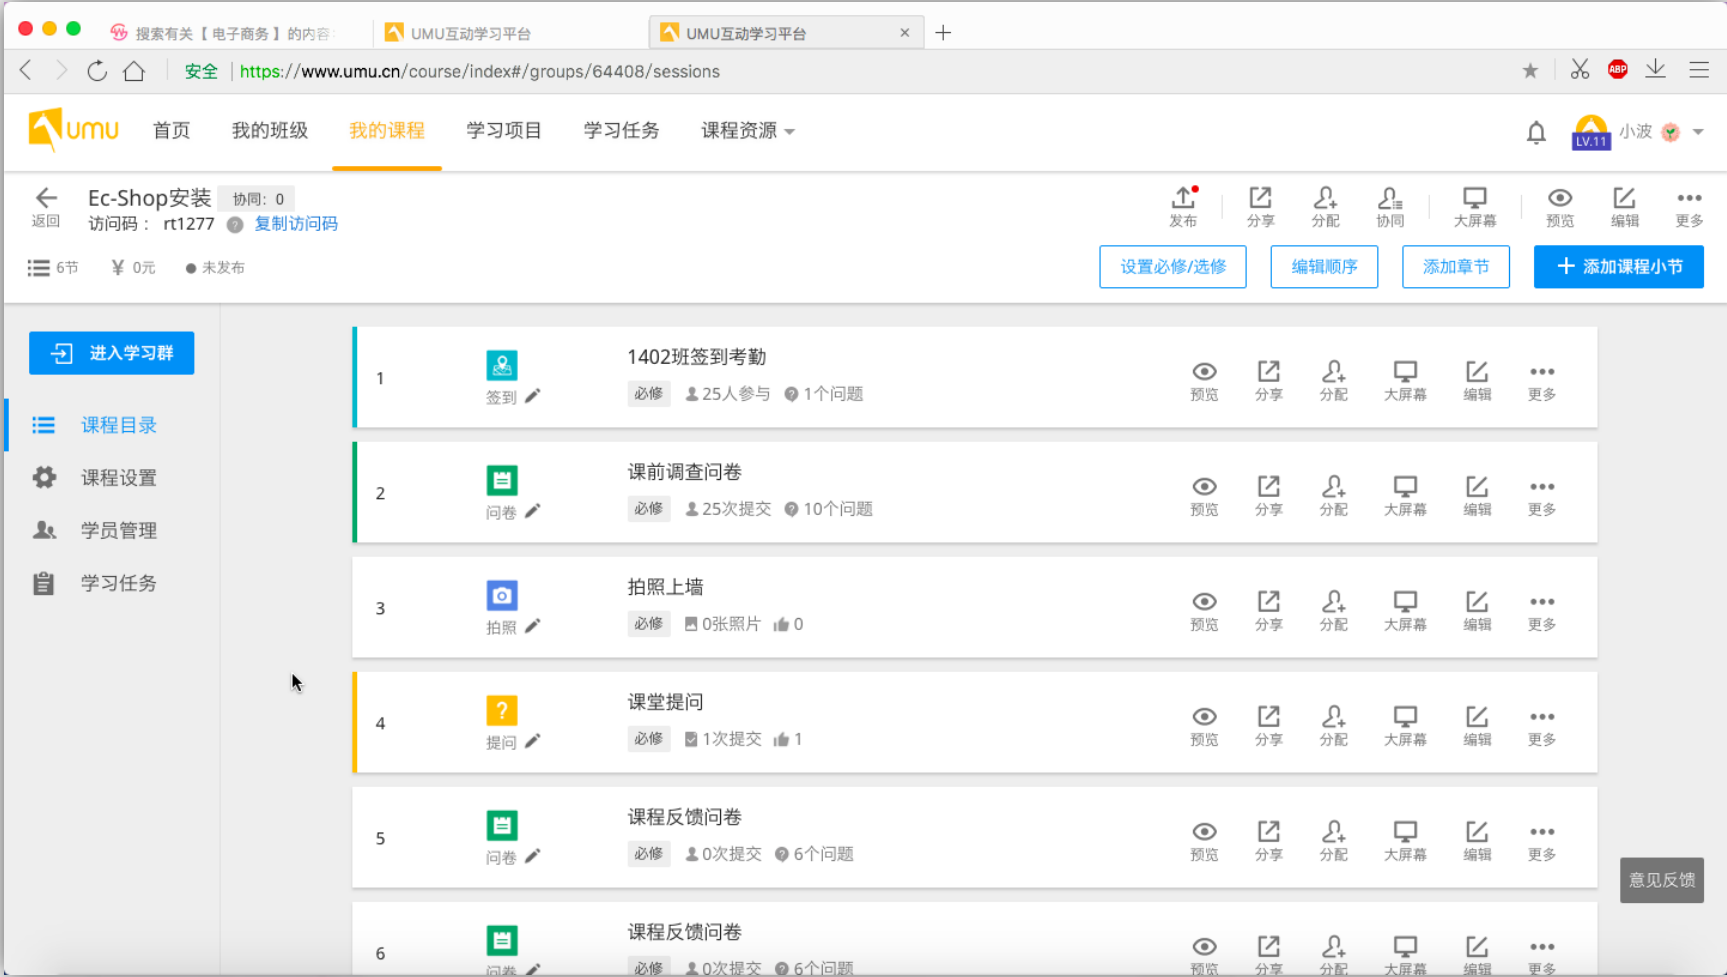 搜索有关【 电子商务 】的内容
UMU互动学习平台
UMU互动学习平台
安全
https://www.umu.cn/course/index#/groups/64408/sessions
ABP
UMU
首页
我的班级
我的课程
学习项目
学习任务
课程资源
LV.11
小波
返回
Ec-Shop安装
协同: 0
访问码： rt1277 ? 复制访问码
发布
分享
分配
协同
大屏幕
预览
编辑
更多
6节
¥ 0元
未发布
设置必修/选修
编辑顺序
添加章节
+ 添加课程小节
进入学习群
课程目录
课程设置
学员管理
学习任务
1
签到
1402班签到考勤
必修 25人参与 1个问题
预览 分享 分配 大屏幕 编辑 更多
2
问卷
课前调查问卷
必修 25次提交 10个问题
预览 分享 分配 大屏幕 编辑 更多
3
拍照
拍照上墙
必修 0张照片 0
预览 分享 分配 大屏幕 编辑 更多
4
提问
课堂提问
必修 1次提交 1
预览 分享 分配 大屏幕 编辑 更多
5
问卷
课程反馈问卷
必修 0次提交 6个问题
预览 分享 分配 大屏幕 编辑 更多
意见反馈
6
问卷
课程反馈问卷
必修 0次提交 6个问题
预览 分享 分配 大屏幕 编辑 更多